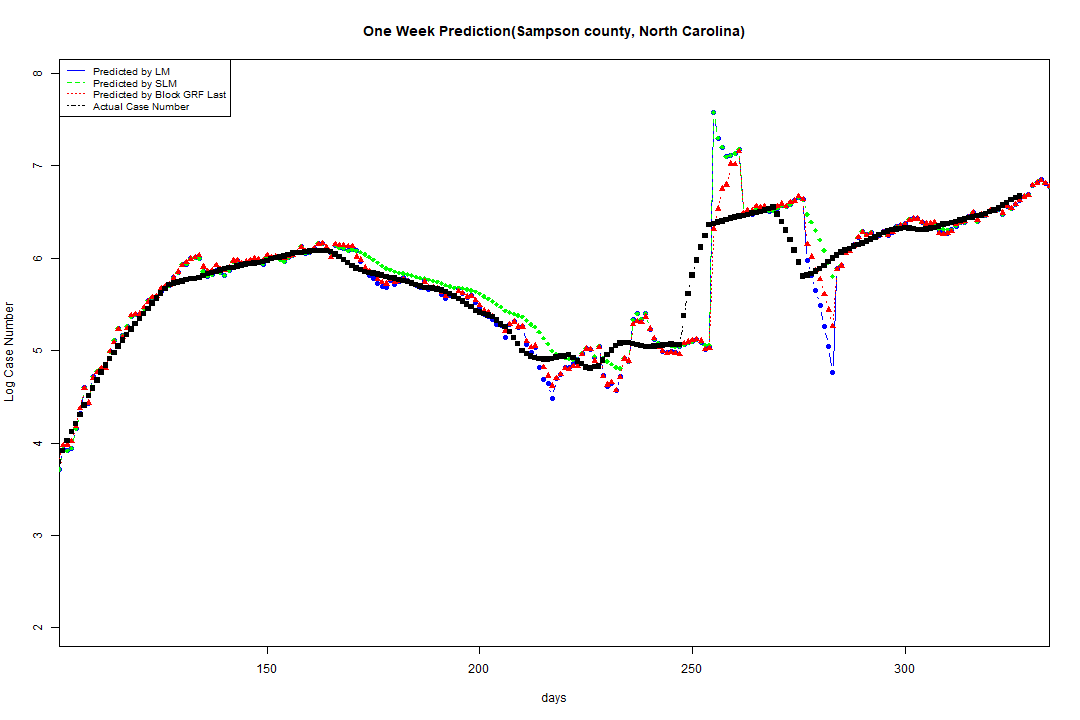 One Week Prediction(Sampson county, North Carolina)
Predicted by LM
Predicted by SLM
Predicted by Block GRF Last
Actual Case Number
8
7
6
5
4
3
2
Log Case Number
150
200
250
300
days